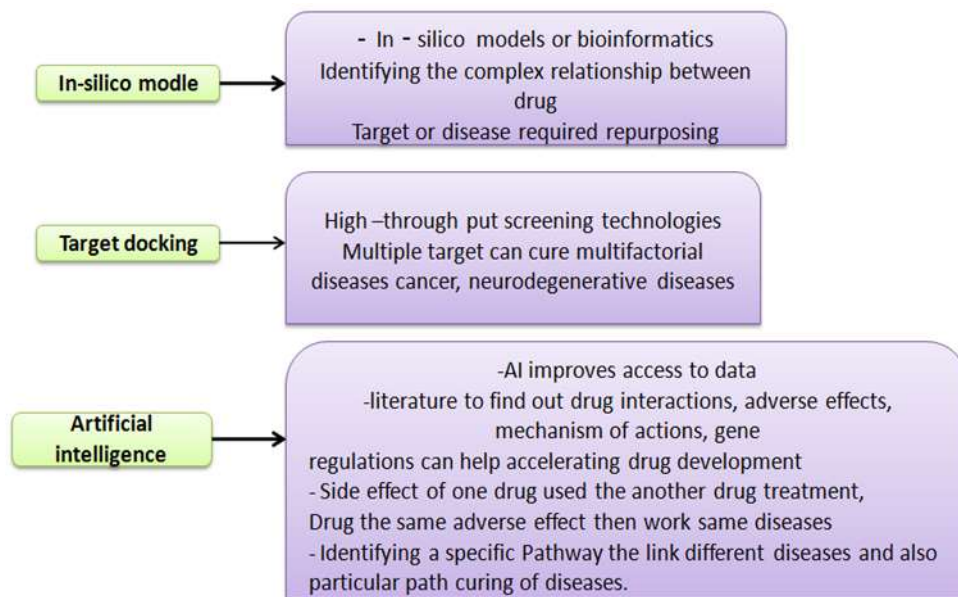 In-silico modle
- In - silico models or bioinformatics
Identifying the complex relationship between
drug
Target or disease required repurposing
Target docking
High –through put screening technologies
Multiple target can cure multifactorial
diseases cancer, neurodegenerative diseases
Artificial
intelligence
-AI improves access to data
-literature to find out drug interactions, adverse effects,
mechanism of actions, gene
regulations can help accelerating drug development
- Side effect of one drug used the another drug treatment,
Drug the same adverse effect then work same diseases
- Identifying a specific Pathway the link different diseases and also
particular path curing of diseases.